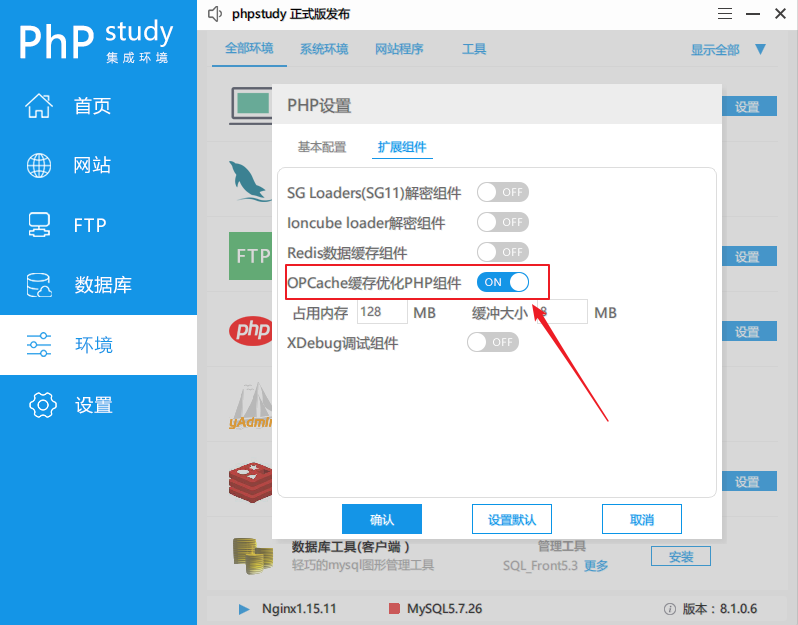 phpstudy 正式版发布
PhP study
集成环境
首页
网站
FTP
数据库
环境
设置
全部环境 系统环境 网站程序 工具 显示全部
设置
PHP设置
基本配置 扩展组件
SG Loaders(SG11)解密组件 OFF
Ioncube loader解密组件 OFF
Redis数据缓存组件 OFF
FTP
设置
OPCache缓存优化PHP组件 ON
占用内存 128 MB 缓冲大小 8 MB
php
设置
XDebug调试组件 OFF
yAdmin
设置
确认 设置默认 取消
数据库工具(客户端 )
轻巧的mysql图形管理工具
管理工具
SQL_Front5.3 更多
安装
Nginx1.15.11 MySQL5.7.26 版本：8.1.0.6